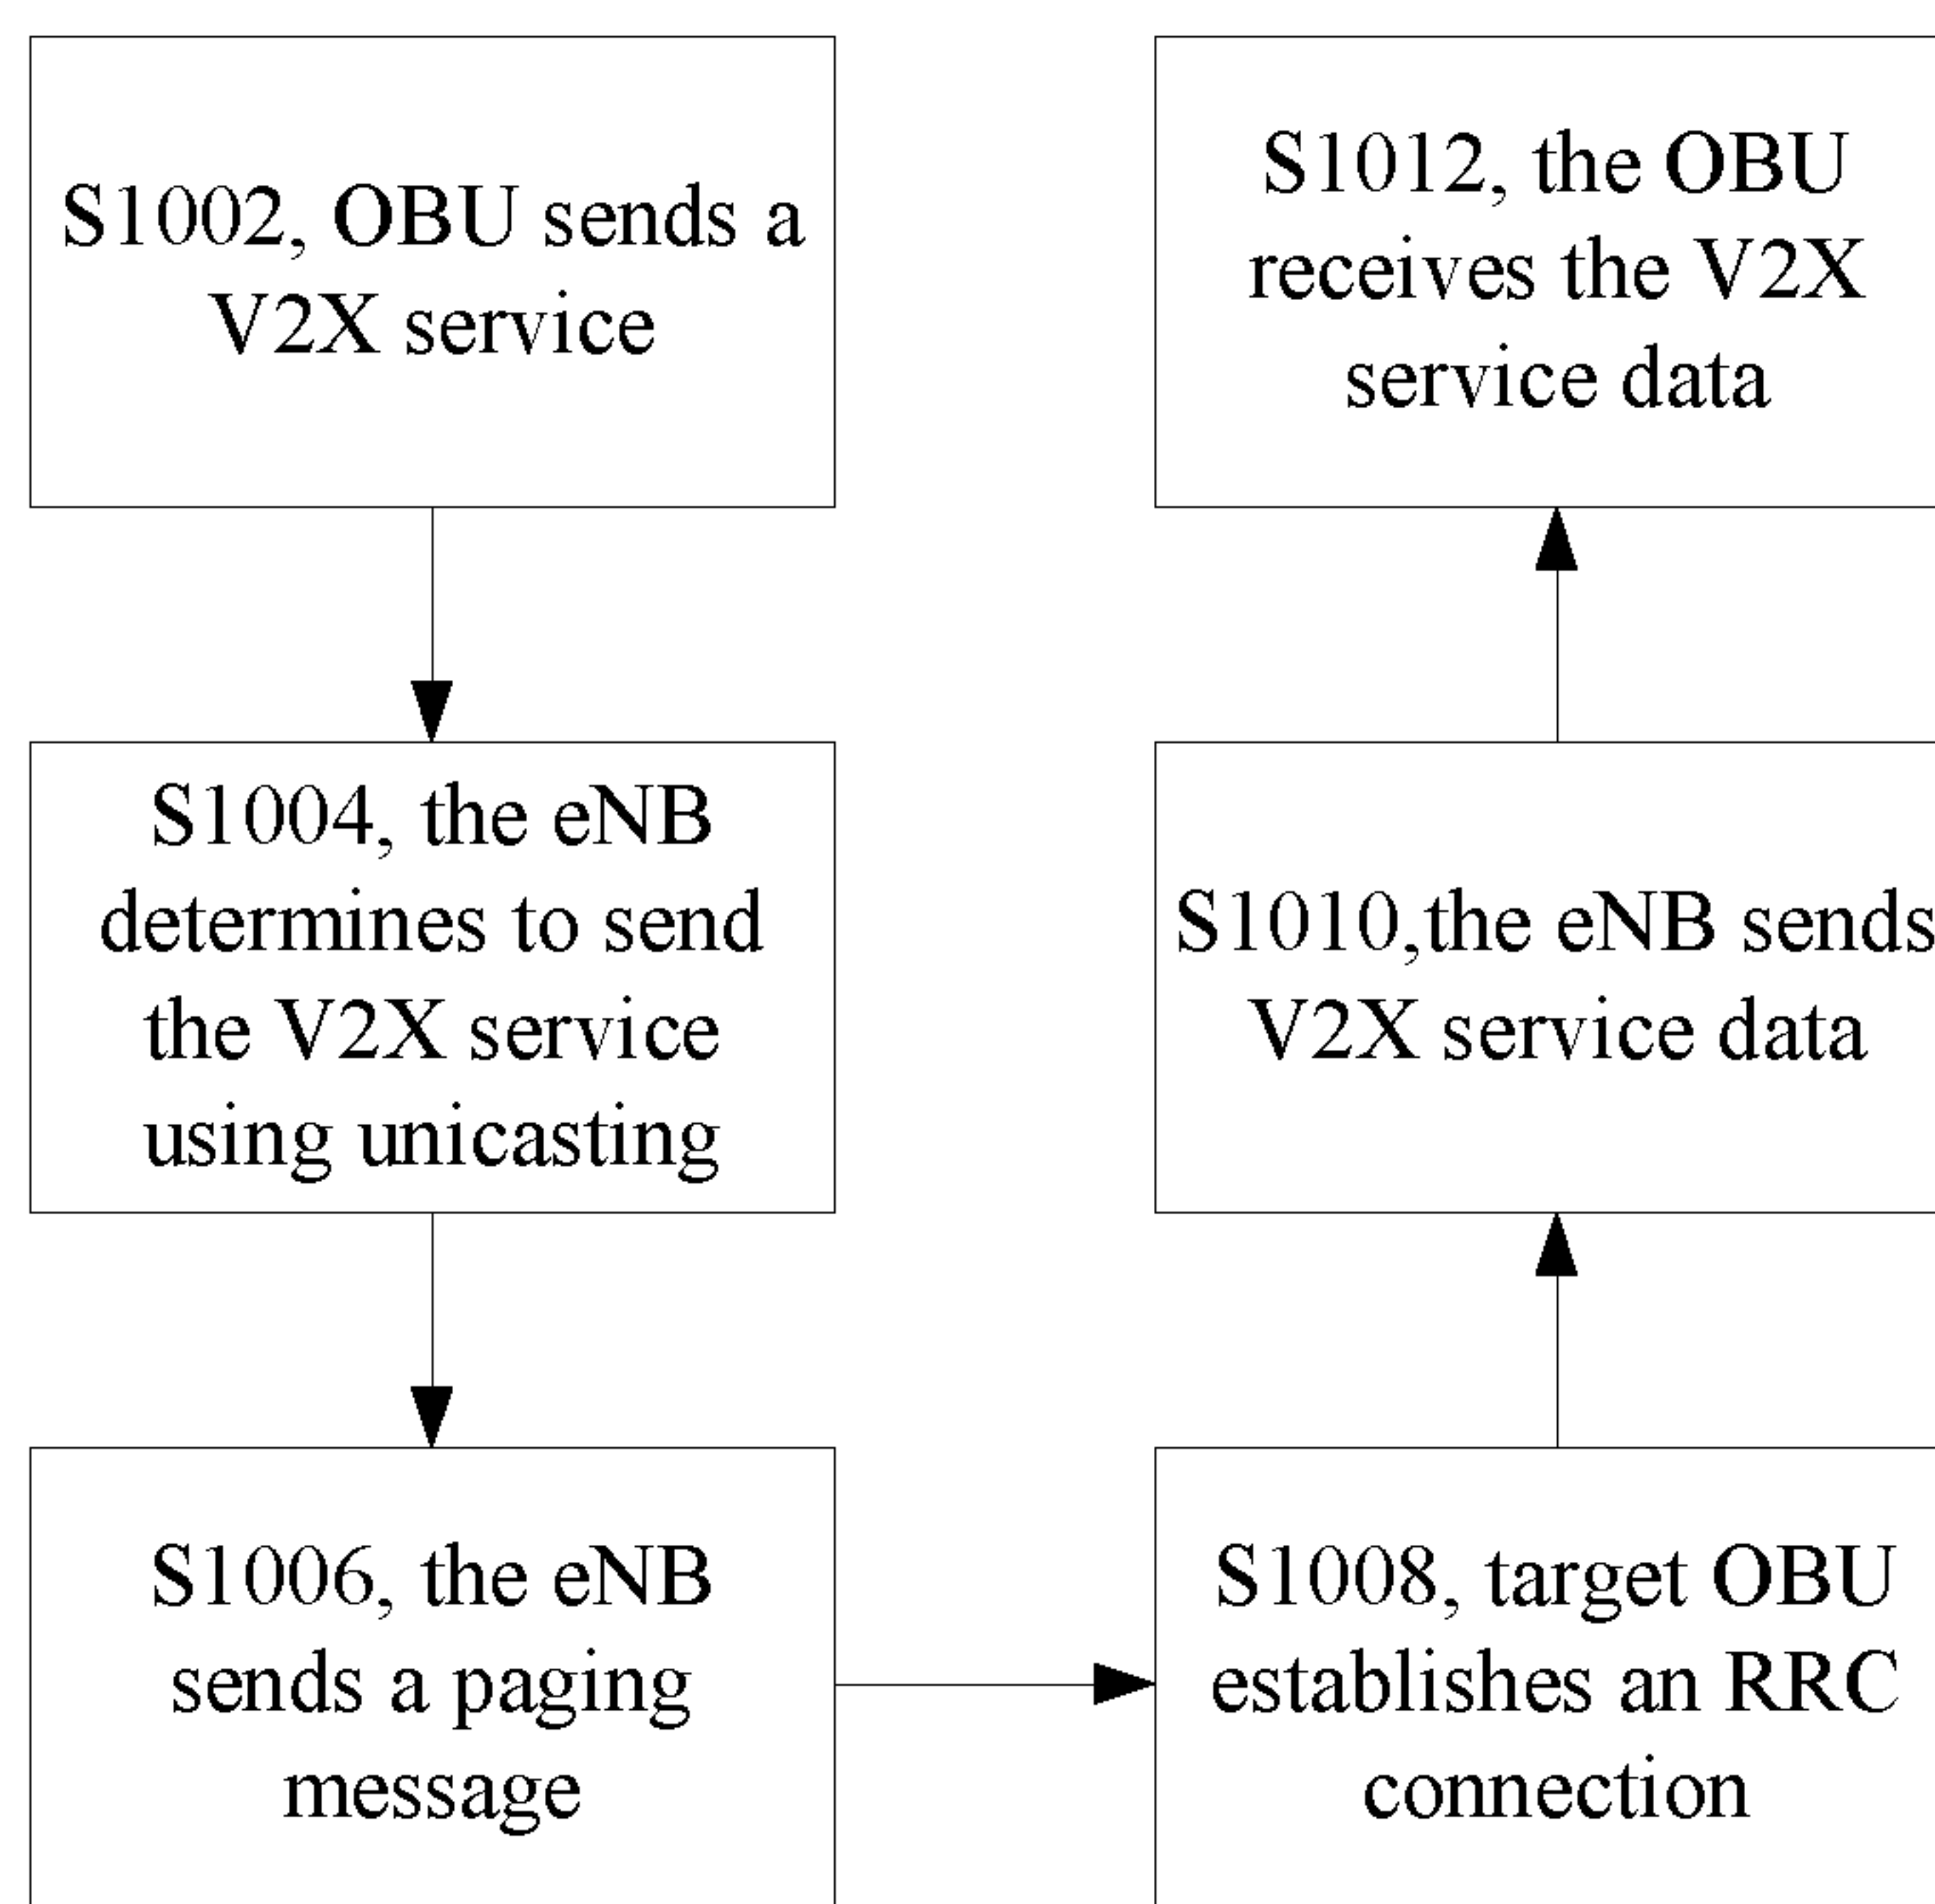 S1002, OBU sends a
V2X service
S1004, the eNB
determines to send
the V2X service
using unicasting
S1006, the eNB
sends a paging
message
S1008, target OBU
establishes an RRC
connection
S1010,the eNB sends
V2X service data
S1012, the OBU
receives the V2X
service data